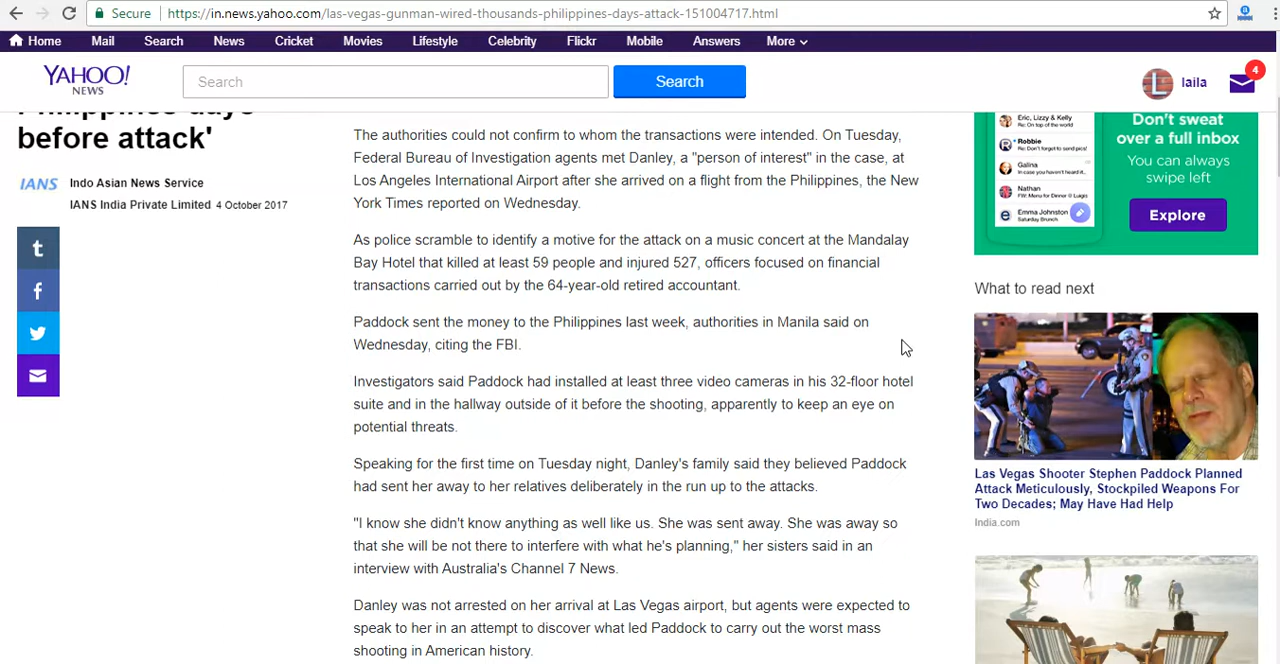 Secure
https://in.news.yahoo.com/las-vegas-gunman-wired-thousands-philippines-days-attack-151004717.html
Home Mail Search News Cricket Movies Lifestyle Celebrity Flickr Mobile Answers More
YAHOO!
NEWS
Search
Search
laila
4
Philippines days
before attack'
IANS
Indo Asian News Service
IANS India Private Limited 4 October 2017
The authorities could not confirm to whom the transactions were intended. On Tuesday,
Federal Bureau of Investigation agents met Danley, a "person of interest" in the case, at
Los Angeles International Airport after she arrived on a flight from the Philippines, the New
York Times reported on Wednesday.
As police scramble to identify a motive for the attack on a music concert at the Mandalay
Bay Hotel that killed at least 59 people and injured 527, officers focused on financial
transactions carried out by the 64-year-old retired accountant.
Paddock sent the money to the Philippines last week, authorities in Manila said on
Wednesday, citing the FBI.
Investigators said Paddock had installed at least three video cameras in his 32-floor hotel
suite and in the hallway outside of it before the shooting, apparently to keep an eye on
potential threats.
Speaking for the first time on Tuesday night, Danley's family said they believed Paddock
had sent her away to her relatives deliberately in the run up to the attacks.
"I know she didn't know anything as well like us. She was sent away. She was away so
that she will be not there to interfere with what he's planning," her sisters said in an
interview with Australia's Channel 7 News.
Danley was not arrested on her arrival at Las Vegas airport, but agents were expected to
speak to her in an attempt to discover what led Paddock to carry out the worst mass
shooting in American history.
Eric, Lizzy & Kelly
Robbie
Galina
Nathan
Emma Johnston
Don't sweat
over a full inbox
You can always
swipe left
Explore
What to read next
Las Vegas Shooter Stephen Paddock Planned
Attack Meticulously, Stockpiled Weapons For
Two Decades; May Have Had Help
India.com